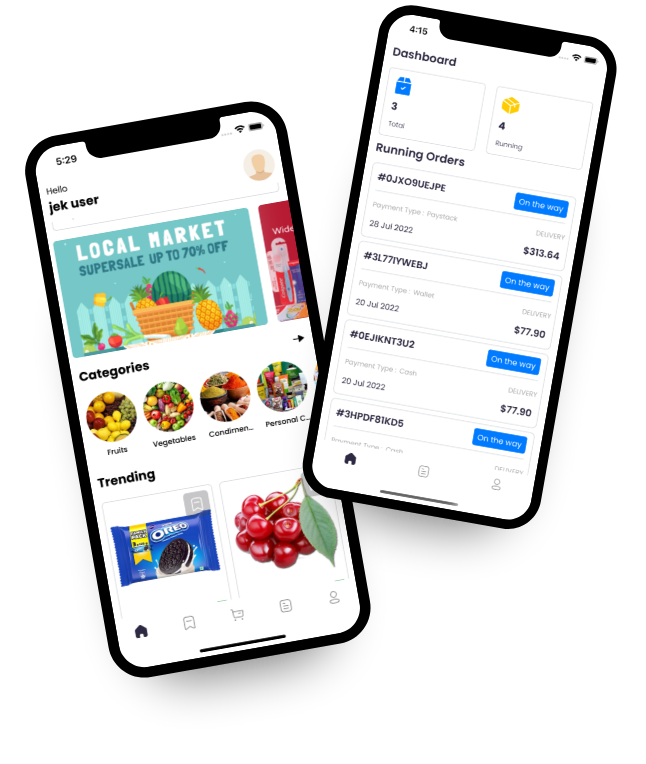 5:29
Hello
jek user
LOCAL MARKET
SUPERSALE UP TO 70% OFF
Wide
Categories
Fruits
Vegetables
Condimen...
Personal C...
Trending
OREO
4:15
Dashboard
3
Total
4
Running
Running Orders
#0JXO9UEJPE
On the way
Payment Type : Paystack
DELIVERY
28 Jul 2022
$313.64
#3L77IYWEBJ
On the way
Payment Type : Wallet
DELIVERY
20 Jul 2022
$77.90
#0EJIKNT3U2
On the way
Payment Type : Cash
DELIVERY
20 Jul 2022
$77.90
#3HPDF81KD5
On the way
Payment Type : Cash
DELIVERY